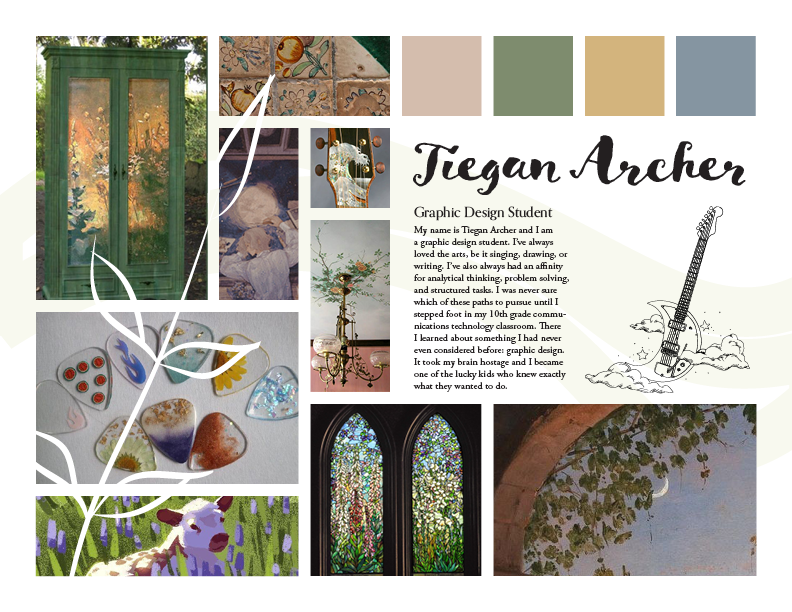 Tiegan Archer
Graphic Design Student
My name is Tiegan Archer and I am
a graphic design student. I've always
loved the arts, be it singing, drawing, or
writing. I've also always had an affinity
for analytical thinking, problem solving,
and structured tasks. I was never sure
which of these paths to pursue until I
stepped foot in my 10th grade commu-
nications technology classroom. There
I learned about something I had never
even considered before: graphic design.
It took my brain hostage and I became
one of the lucky kids who knew exactly
what they wanted to do.